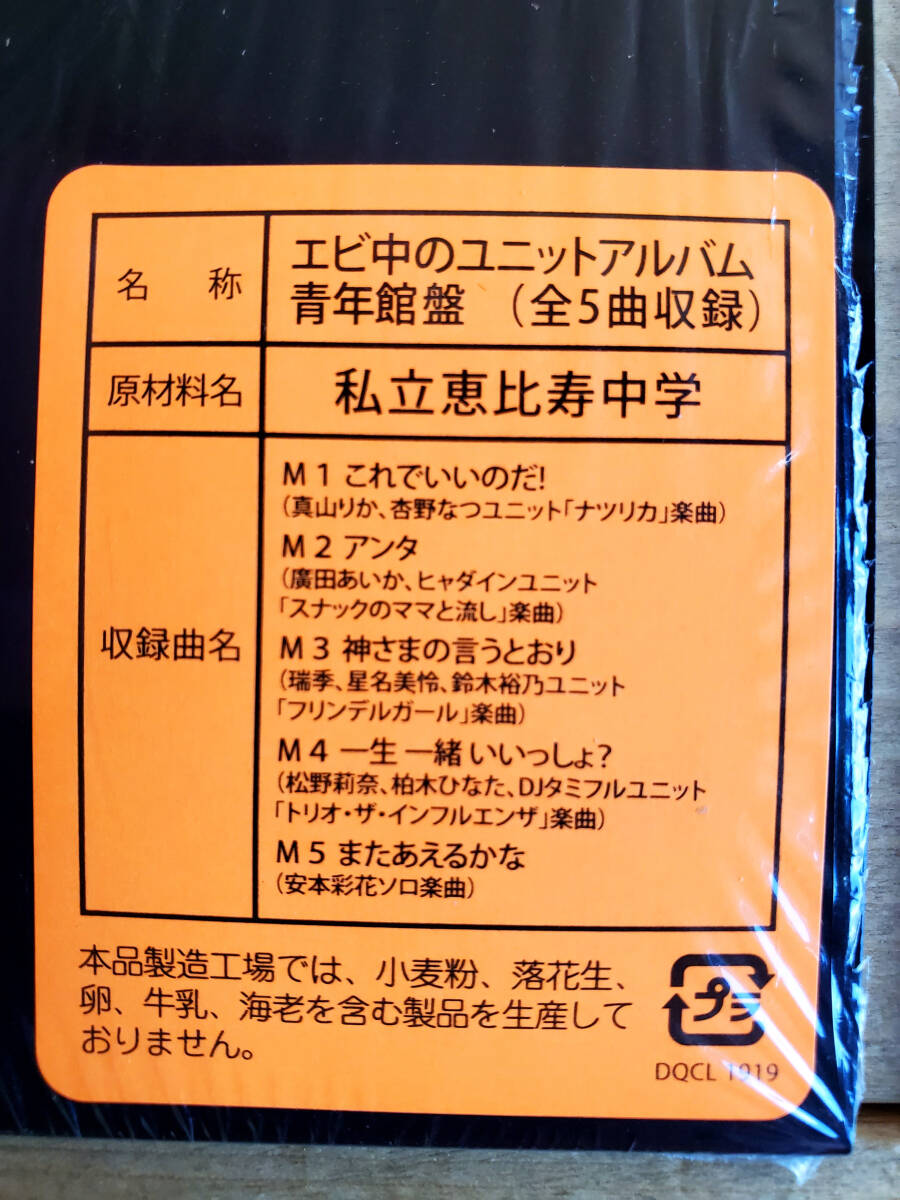 名 称
エビ中のユニットアルバム
青年館盤 （全5曲収録）
原材料名
私立恵比寿中学
収録曲名
M1 これでいいのだ!
(真山りか、杏野なつユニット「ナツリカ」楽曲)
M2 アンタ
(廣田あいか、ヒャダインユニット
「スナックのママと流し」楽曲)
M3 神さまの言うとおり
(瑞季、星名美怜、鈴木裕乃ユニット
「フリンデルガール」楽曲)
M4 一生一緒いいっしょ?
(松野莉奈、柏木ひなた、DJタミフルユニット
「トリオ・ザ・インフルエンザ」楽曲)
M5 またあえるかな
(安本彩花ソロ楽曲)
本品製造工場では、小麦粉、落花生、
卵、牛乳、海老を含む製品を生産して
おりません。
プラ
DQCL 1919